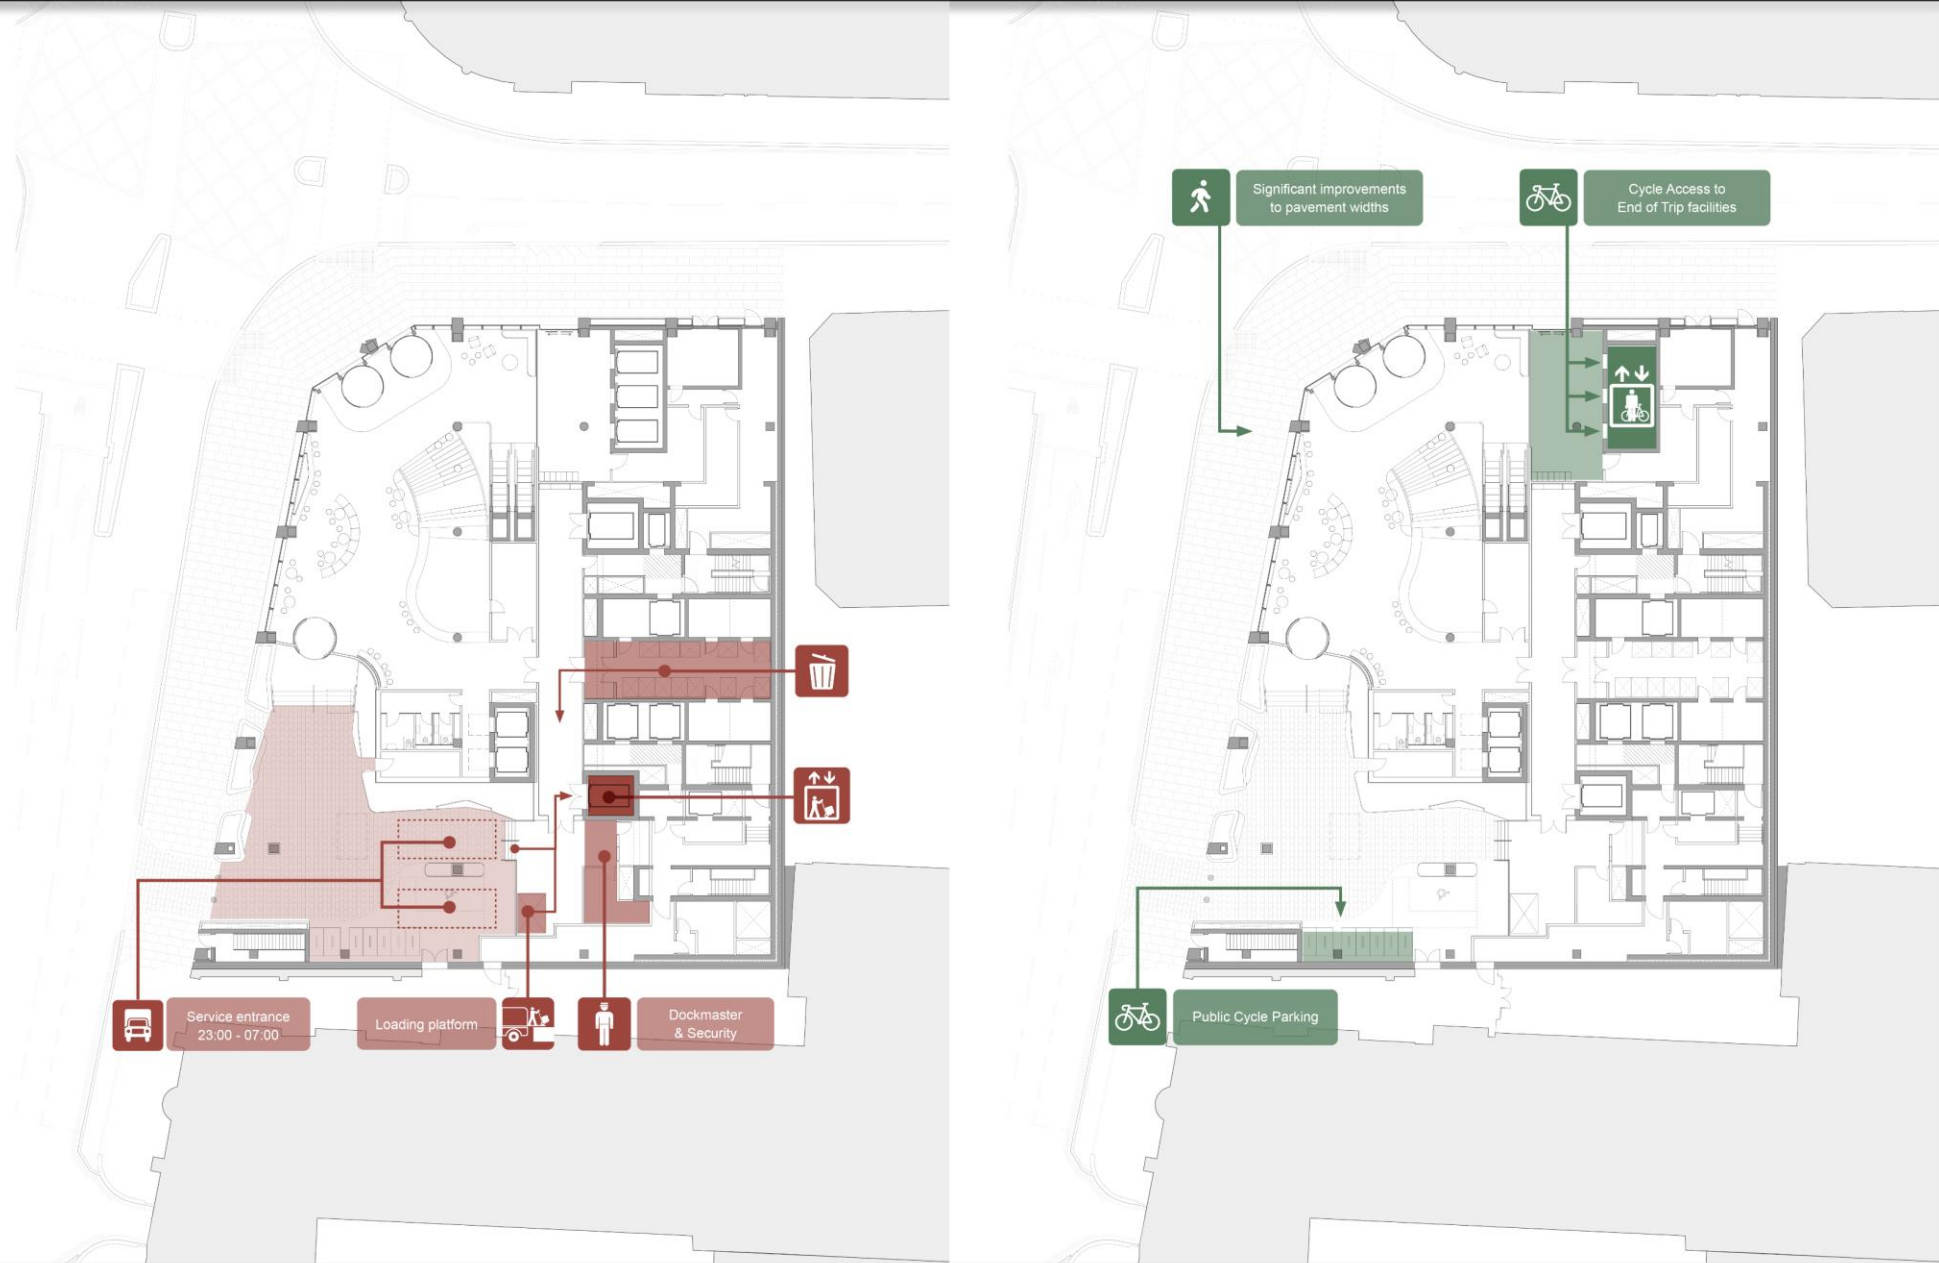 Significant improvements
to pavement widths
Cycle Access to
End of Trip facilities
Service entrance
23:00 - 07:00
Loading platform
Dockmaster
& Security
Public Cycle Parking